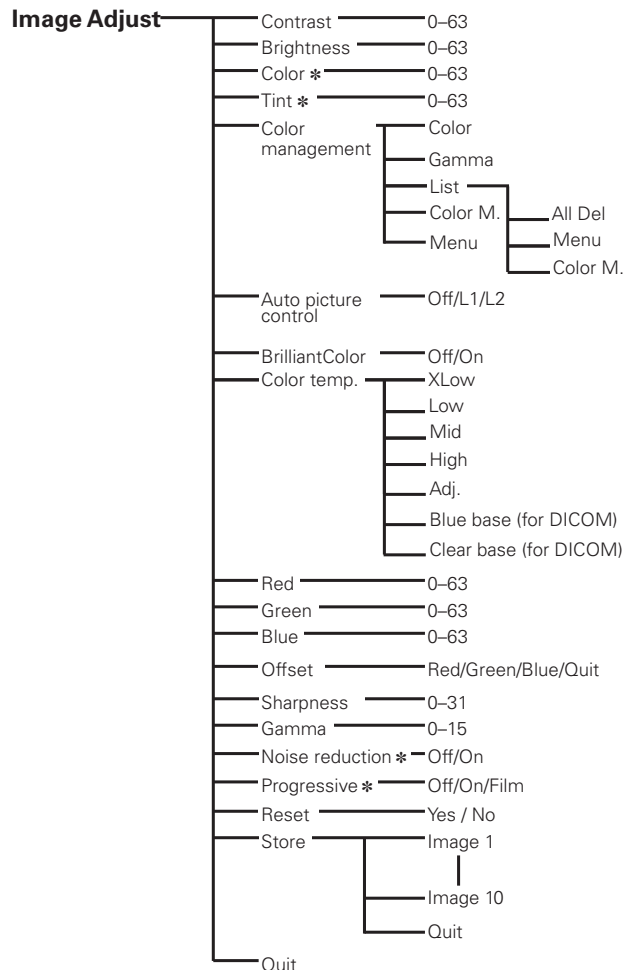 Image Adjust
Contrast 0–63
Brightness 0–63
Color * 0–63
Tint * 0–63
Color
management
Color
Gamma
List
Color M.
Menu
All Del
Menu
Color M.
Auto picture
control
Off/L1/L2
BrilliantColor Off/On
Color temp. XLow
Low
Mid
High
Adj.
Blue base (for DICOM)
Clear base (for DICOM)
Red 0–63
Green 0–63
Blue 0–63
Offset Red/Green/Blue/Quit
Sharpness 0–31
Gamma 0–15
Noise reduction * Off/On
Progressive * Off/On/Film
Reset Yes / No
Store Image 1
Image 10
Quit
Quit